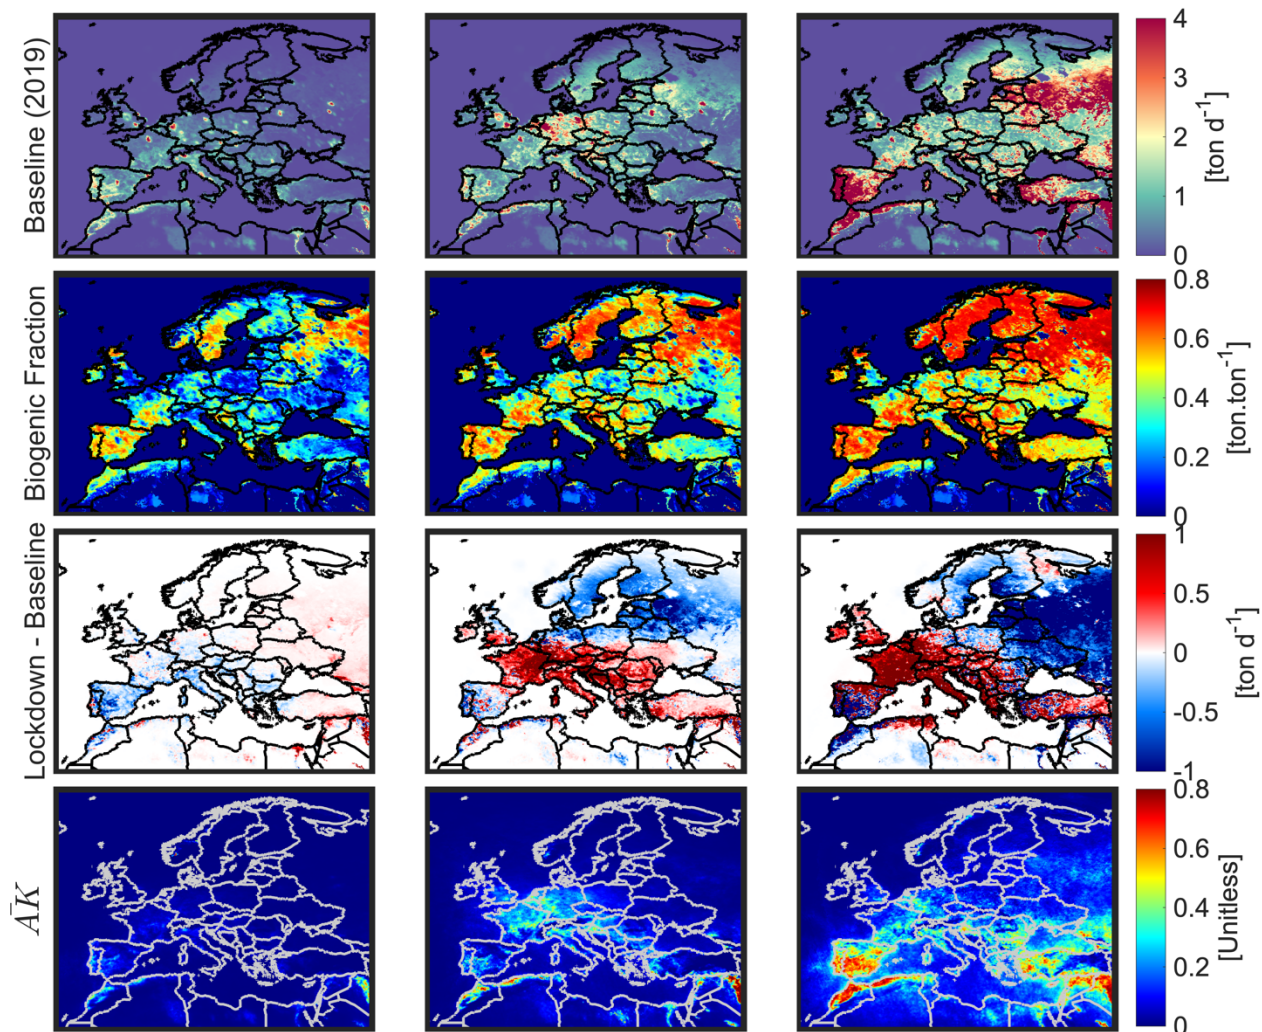 Baseline (2019)
4
3
2
1
0
[ton d⁻¹]
Biogenic Fraction
0.8
0.6
0.4
0.2
0
[ton.ton⁻¹]
Lockdown - Baseline
1
0.5
0
-0.5
-1
[ton d⁻¹]
AK̄
0.8
0.6
0.4
0.2
0
[Unitless]